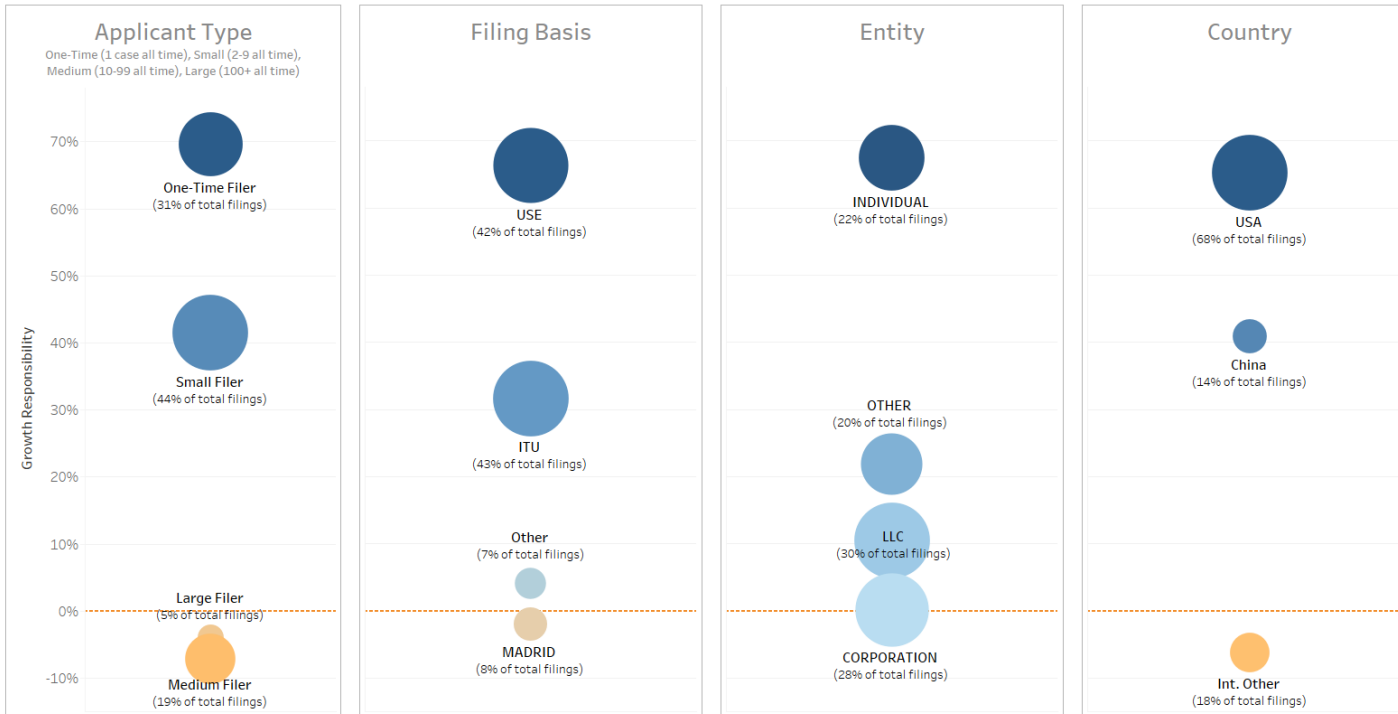 Applicant Type
One-Time (1 case all time), Small (2-9 all time),
Medium (10-99 all time), Large (100+ all time)
Growth Responsibility
70%
60%
50%
40%
30%
20%
10%
0%
-10%
One-Time Filer
(31% of total filings)
Small Filer
(44% of total filings)
Large Filer
(5% of total filings)
Medium Filer
(19% of total filings)
Filing Basis
USE
(42% of total filings)
ITU
(43% of total filings)
Other
(7% of total filings)
MADRID
(8% of total filings)
Entity
INDIVIDUAL
(22% of total filings)
OTHER
(20% of total filings)
LLC
(30% of total filings)
CORPORATION
(28% of total filings)
Country
USA
(68% of total filings)
China
(14% of total filings)
Int. Other
(18% of total filings)